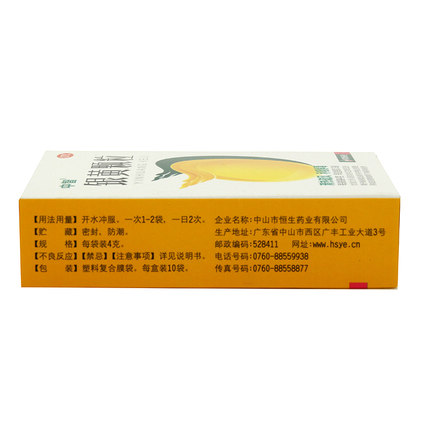 中智
银黄颗粒
【用法用量】开水冲服。一次1-2袋，一日2次。
【贮　　藏】密封、防潮。
【规　　格】每袋装4克。
【不良反应】【禁忌】【注意事项】详见说明书。
【包　　装】塑料复合膜袋。每盒装10袋。
企业名称:中山市恒生药业有限公司
生产地址:广东省中山市西区广丰工业大道3号
邮政编码:528411 网址:www.hsye.cn
电话号码:0760-88559938
传真号码:0760-88558877